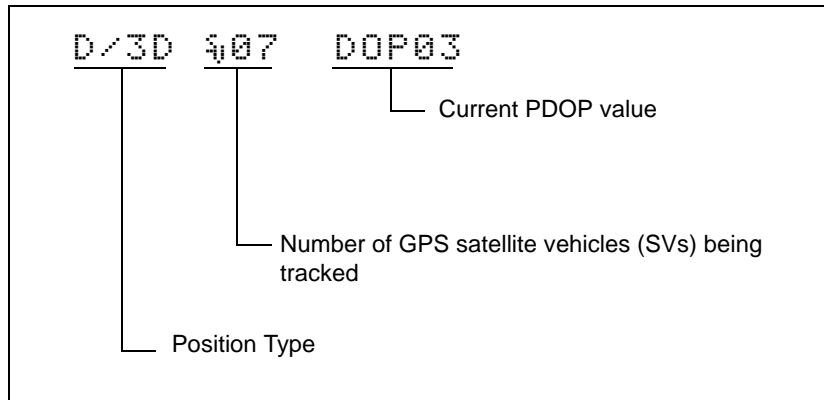 D/3D 07 DOP03
Current PDOP value
Number of GPS satellite vehicles (SVs) being
tracked
Position Type